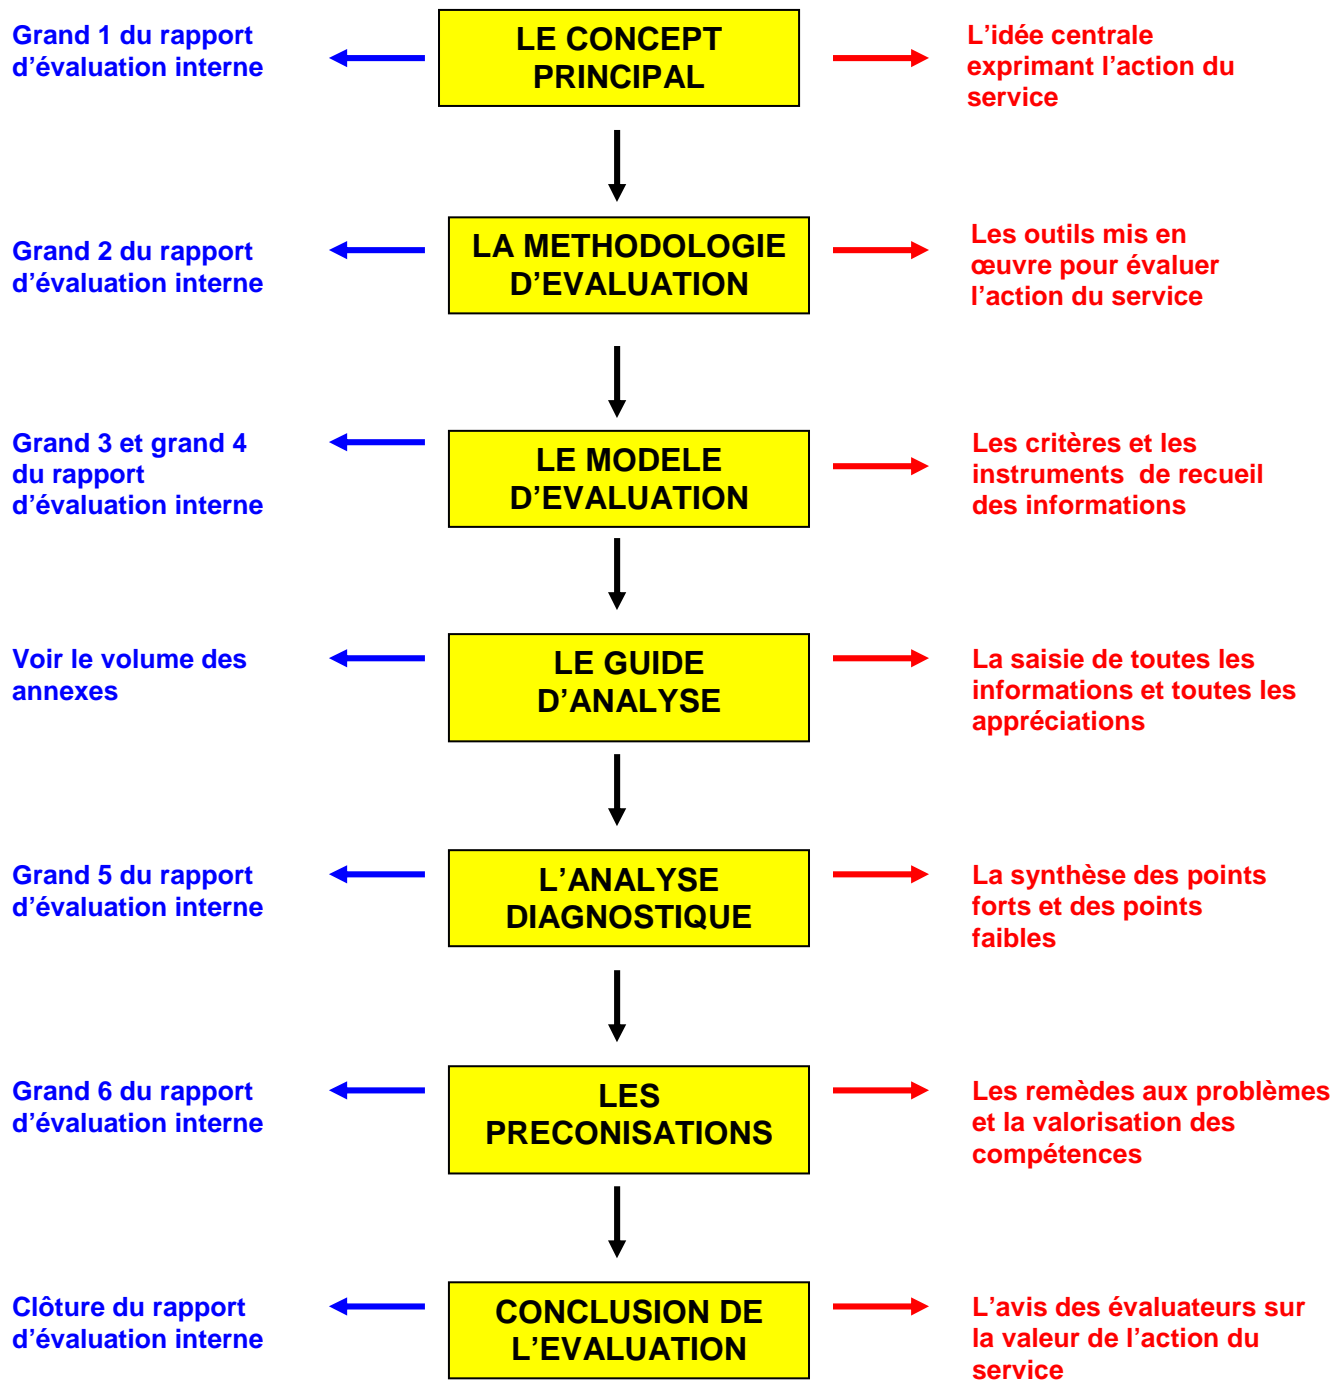 Grand 1 du rapport
d’évaluation interne
LE CONCEPT
PRINCIPAL
L’idée centrale
exprimant l’action du
service
Grand 2 du rapport
d’évaluation interne
LA METHODOLOGIE
D’EVALUATION
Les outils mis en
œuvre pour évaluer
l’action du service
Grand 3 et grand 4
du rapport
d’évaluation interne
LE MODELE
D’EVALUATION
Les critères et les
instruments de recueil
des informations
Voir le volume des
annexes
LE GUIDE
D’ANALYSE
La saisie de toutes les
informations et toutes les
appréciations
Grand 5 du rapport
d’évaluation interne
L’ANALYSE
DIAGNOSTIQUE
La synthèse des points
forts et des points
faibles
Grand 6 du rapport
d’évaluation interne
LES
PRECONISATIONS
Les remèdes aux problèmes
et la valorisation des
compétences
Clôture du rapport
d’évaluation interne
CONCLUSION DE
L’EVALUATION
L’avis des évaluateurs sur
la valeur de l’action du
service